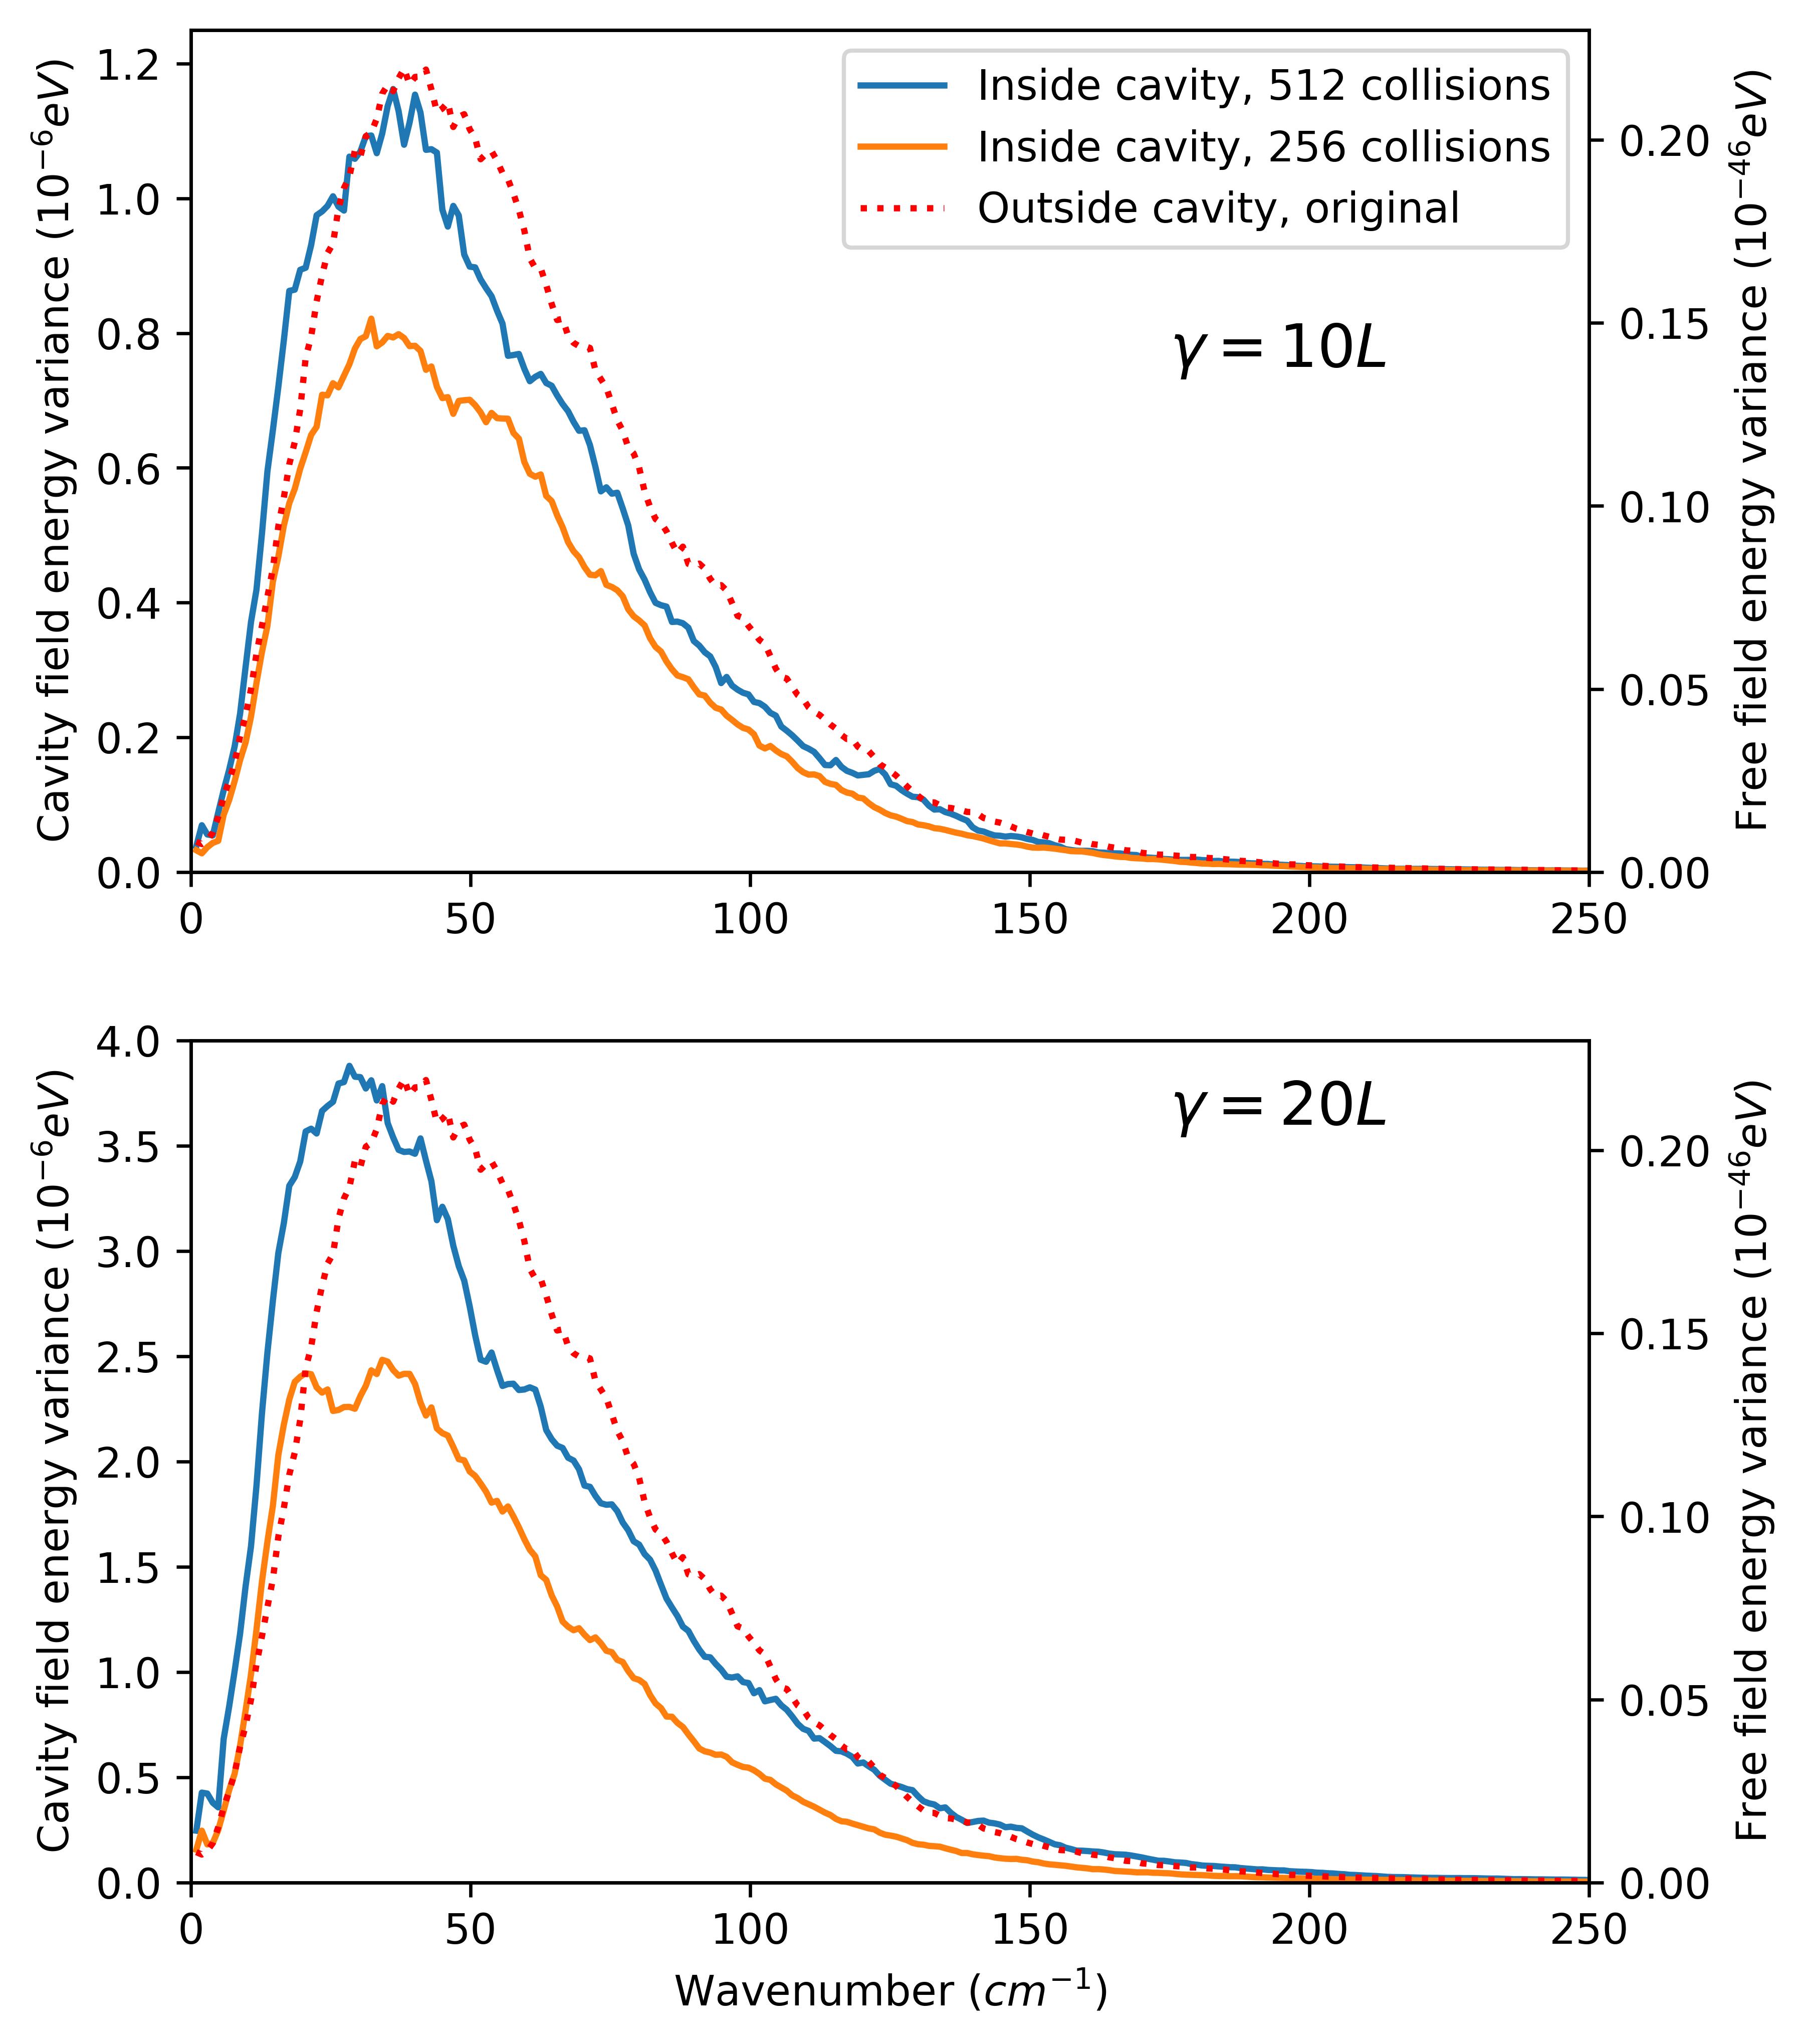 Cavity field energy variance (10⁻⁶eV)
1.2
1.0
0.8
0.6
0.4
0.2
0.0
Inside cavity, 512 collisions
Inside cavity, 256 collisions
Outside cavity, original
γ = 10L
0.20
0.15
0.10
0.05
0.00
Free field energy variance (10⁻⁴⁶eV)
0 50 100 150 200 250
Cavity field energy variance (10⁻⁶eV)
4.0
3.5
3.0
2.5
2.0
1.5
1.0
0.5
0.0
γ = 20L
0.20
0.15
0.10
0.05
0.00
Free field energy variance (10⁻⁴⁶eV)
0 50 100 150 200 250
Wavenumber (cm⁻¹)